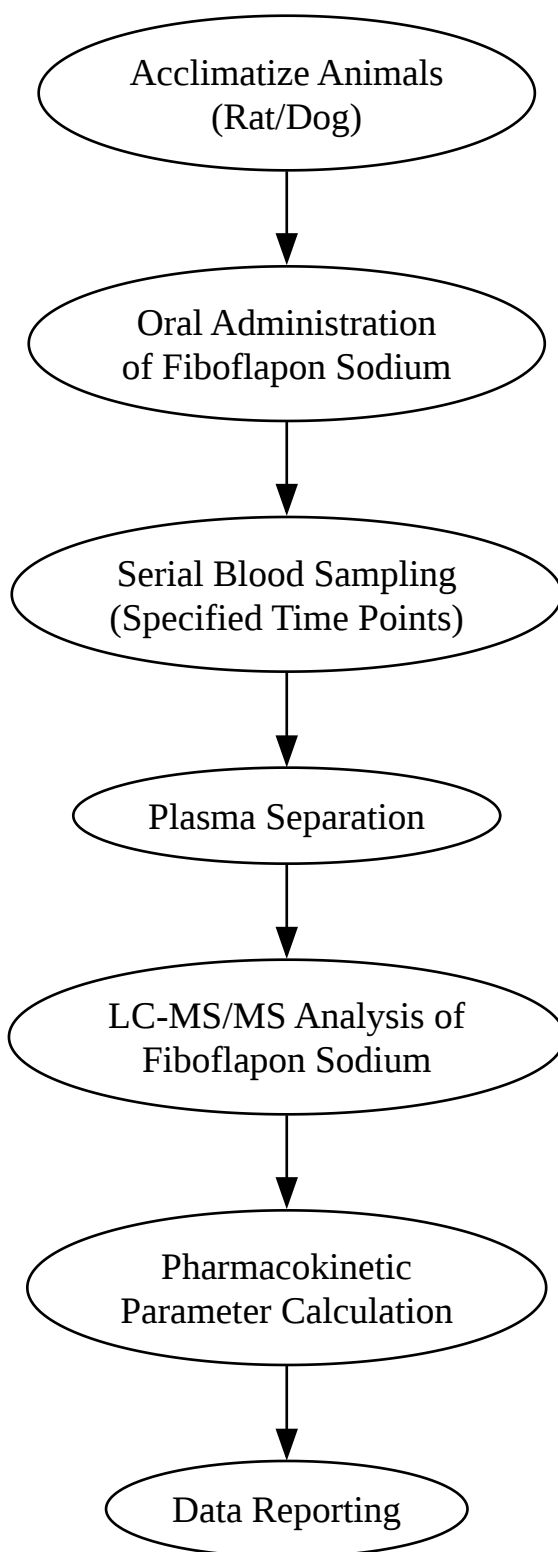 Acclimatize Animals
(Rat/Dog)
Oral Administration
of Fiboflapon Sodium
Serial Blood Sampling
(Specified Time Points)
Plasma Separation
LC-MS/MS Analysis of
Fiboflapon Sodium
Pharmacokinetic
Parameter Calculation
Data Reporting